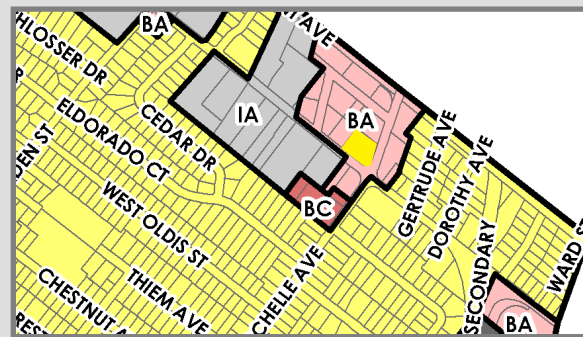 BA
AVE
HLOSSER DR
IA
BA
ELDORADO CT
CEDAR DR
DEN ST
GERTRUDE AVE
DOROTHY AVE
BC
WEST OLDIS ST
WARD S
SECONDARY
CHELLE AVE
THIEM AVE
CHESTNUT A
REST
BA